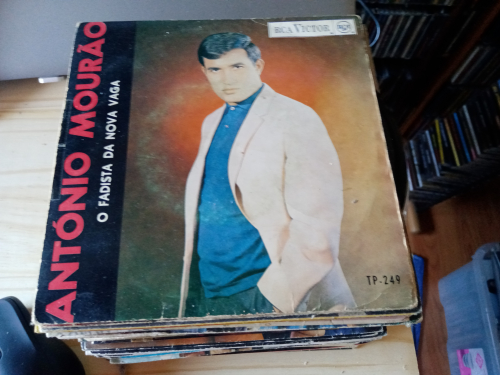 RCA VICTOR
ANTÓNIO MOURÃO
O FADISTA DA NOVA VAGA
TP-249